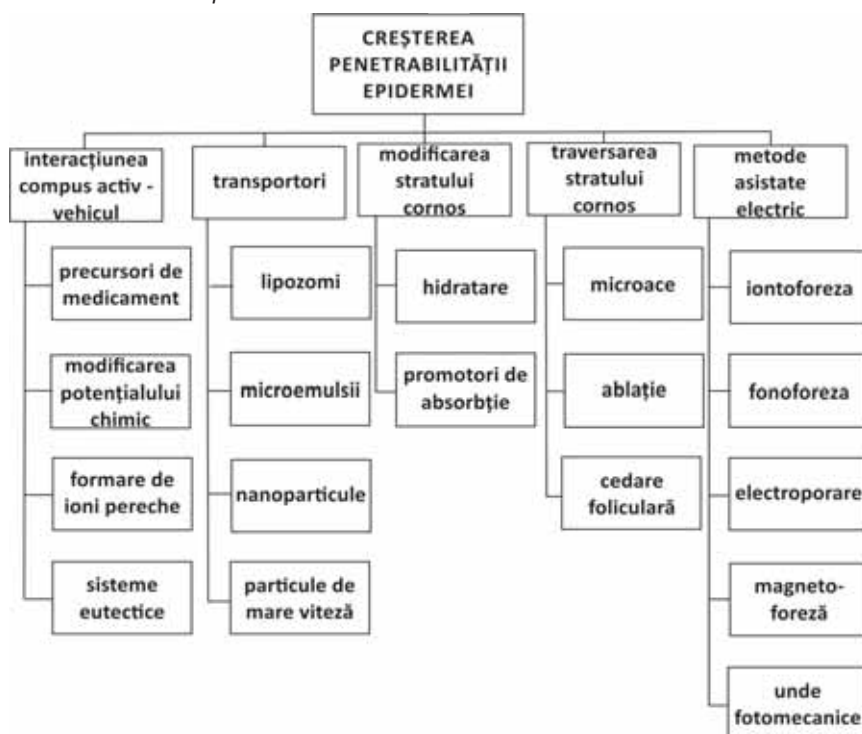 CREȘTEREA
PENETRABILITĂȚII
EPIDERMEI
interacțiunea
compus activ -
vehicul
precursori de
medicament
modificarea
potențialului
chimic
formare de
ioni pereche
sisteme
eutectice
transportori
lipozomi
microemulsii
nanoparticule
particule de
mare viteză
modificarea
stratului
cornos
hidratare
promotori de
absorbție
traversarea
stratului
cornos
microace
ablație
cedare
foliculară
metode
asistate
electric
iontoforeza
fonoforeza
electroporare
magneto-
foreză
unde
fotomecanice